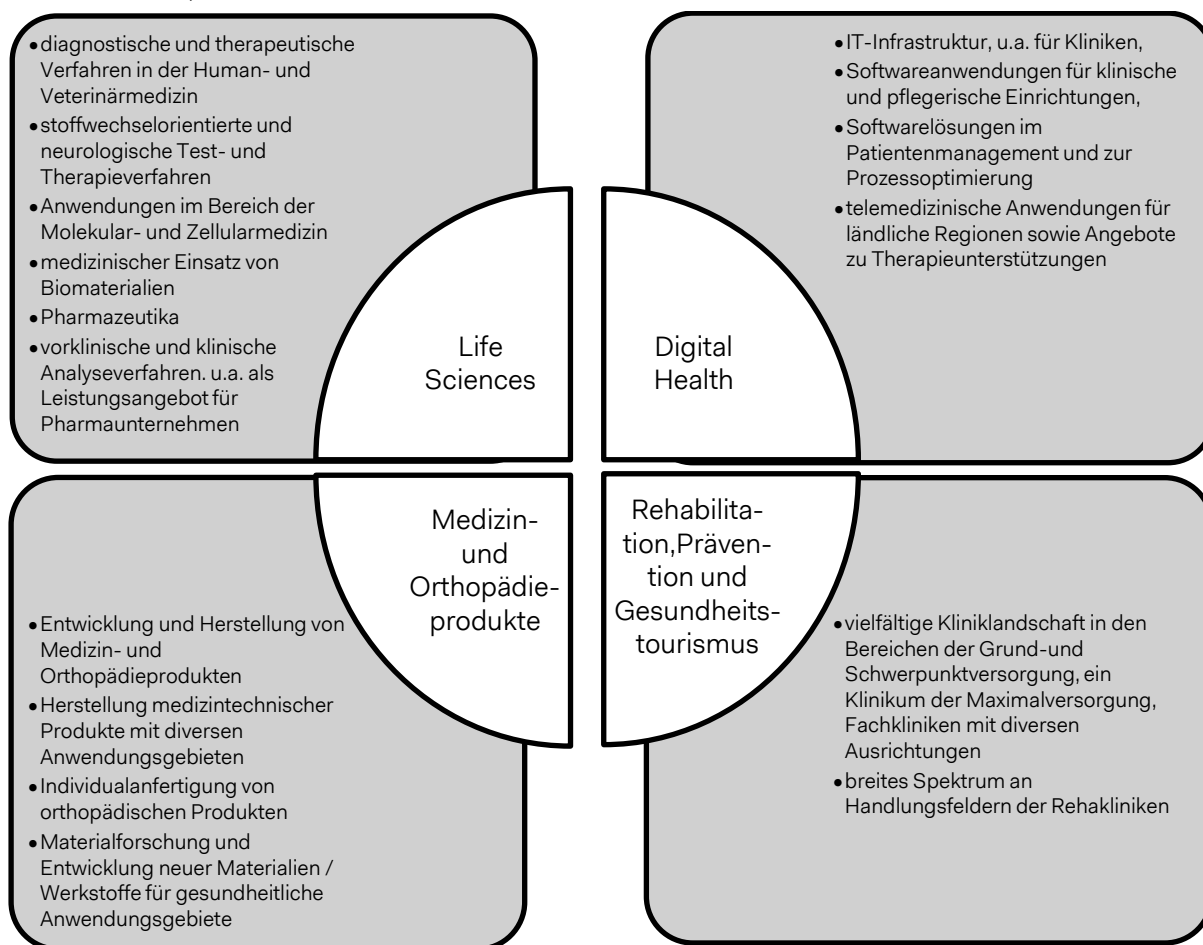 •diagnostische und therapeutische
Verfahren in der Human- und
Veterinärmedizin
•stoffwechselorientierte und
neurologische Test- und
Therapieverfahren
•Anwendungen im Bereich der
Molekular- und Zellularmedizin
•medizinischer Einsatz von
Biomaterialien
•Pharmazeutika
•vorklinische und klinische
Analyseverfahren. u.a. als
Leistungsangebot für
Pharmaunternehmen
Life
Sciences
•IT-Infrastruktur, u.a. für Kliniken,
•Softwareanwendungen für klinische
und pflegerische Einrichtungen,
•Softwarelösungen im
Patientenmanagement und zur
Prozessoptimierung
•telemedizinische Anwendungen für
ländliche Regionen sowie Angebote
zu Therapieunterstützungen
Digital
Health
Medizin-
und
Orthopädie-
produkte
•Entwicklung und Herstellung von
Medizin- und
Orthopädieprodukten
•Herstellung medizintechnischer
Produkte mit diversen
Anwendungsgebieten
•Individualanfertigung von
orthopädischen Produkten
•Materialforschung und
Entwicklung neuer Materialien /
Werkstoffe für gesundheitliche
Anwendungsgebiete
Rehabilita-
tion,Präven-
tion und
Gesundheits-
tourismus
•vielfältige Kliniklandschaft in den
Bereichen der Grund-und
Schwerpunktversorgung, ein
Klinikum der Maximalversorgung,
Fachkliniken mit diversen
Ausrichtungen
•breites Spektrum an
Handlungsfeldern der Rehakliniken